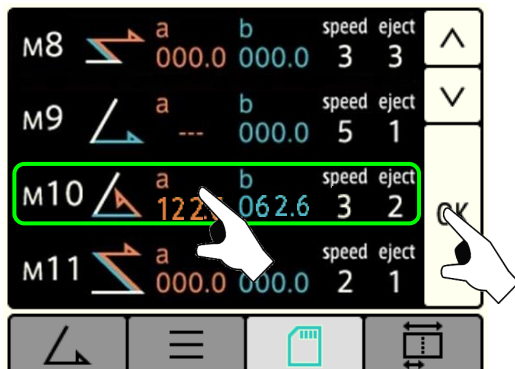 M8 a b speed eject
000.0 000.0 3 3
M9 a b speed eject
--- 000.0 5 1
M10 a b speed eject
062.6 3 2
M11 a b speed eject
000.0 000.0 2 1
OK